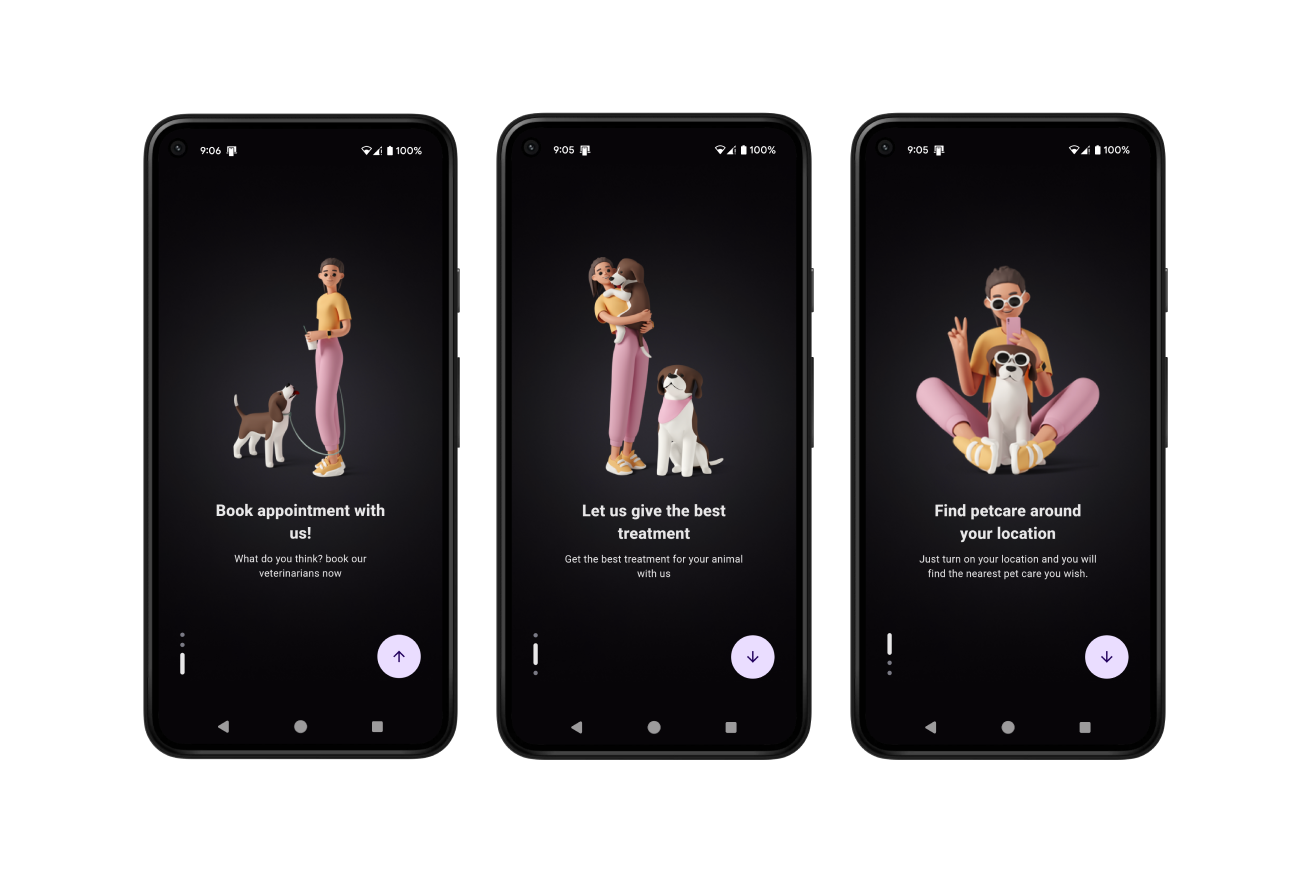 9:06
100%
Book appointment with
us!
What do you think? book our
veterinarians now
9:05
100%
Let us give the best
treatment
Get the best treatment for your animal
with us
9:05
100%
Find petcare around
your location
Just turn on your location and you will
find the nearest pet care you wish.